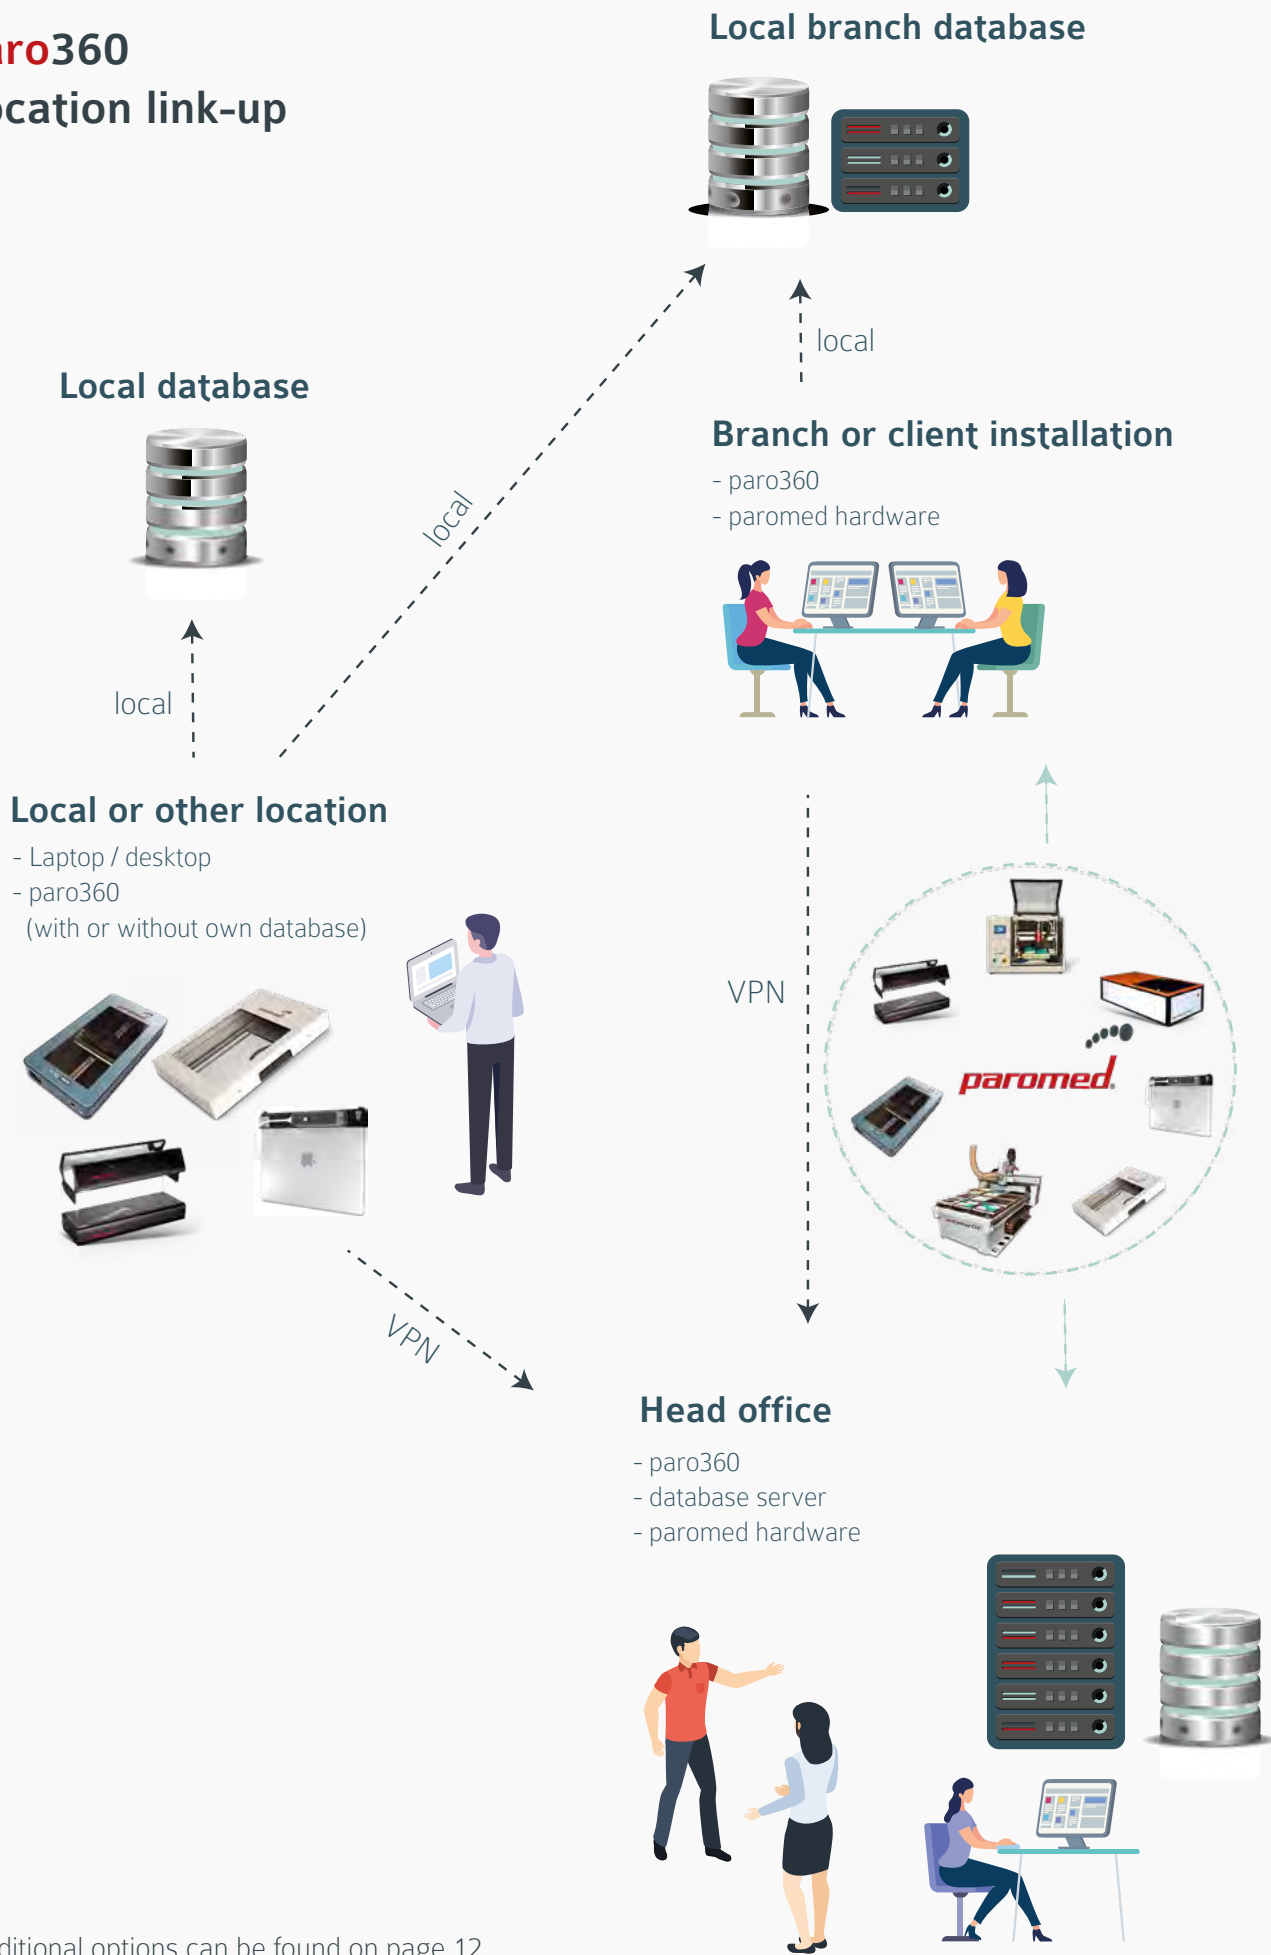 aro360
ocation link-up
Local branch database
local
Local database
local
Branch or client installation
- paro360
- paromed hardware
local
Local or other location
- Laptop / desktop
- paro360
(with or without own database)
VPN
paromed®
VPN
Head office
- paro360
- database server
- paromed hardware
ditional options can be found on page 12